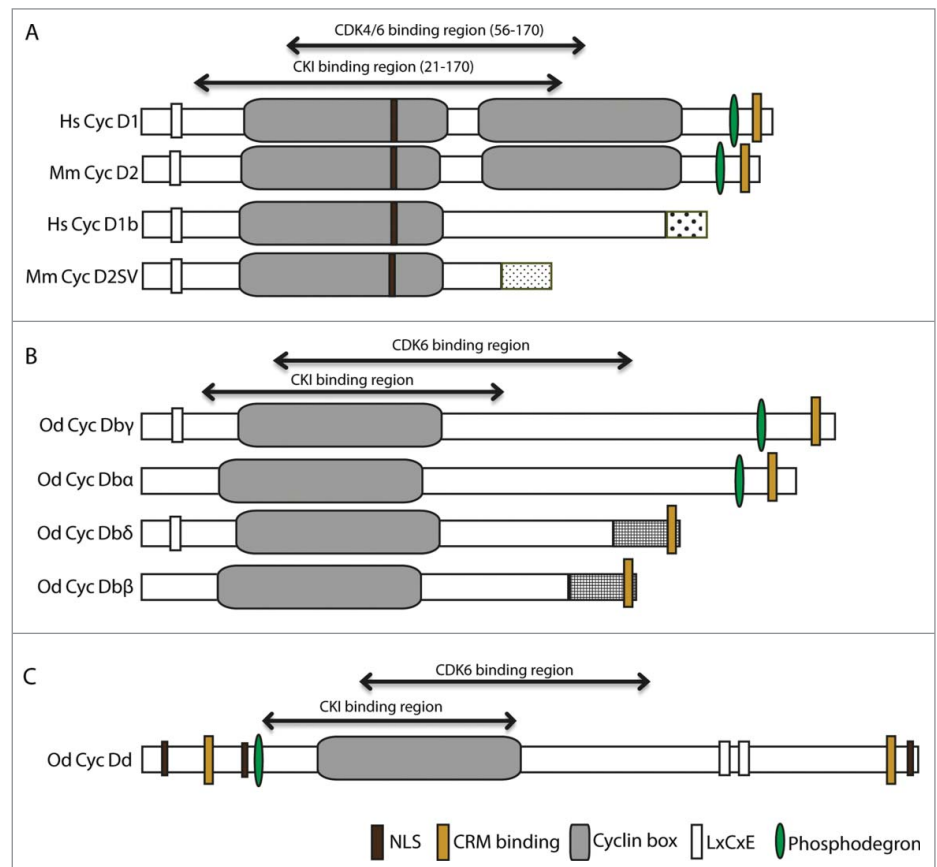 A
CDK4/6 binding region (56-170)
CKI binding region (21-170)
Hs Cyc D1
Mm Cyc D2
Hs Cyc D1b
Mm Cyc D2SV
B
CDK6 binding region
CKI binding region
Od Cyc Dbγ
Od Cyc Dbα
Od Cyc Dbδ
Od Cyc Dbβ
C
CDK6 binding region
CKI binding region
Od Cyc Dd
NLS CRM binding Cyclin box LxCxE Phosphodegron